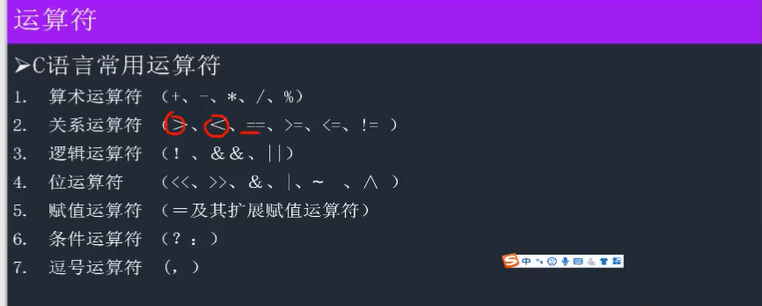 运算符
➢C语言常用运算符
1. 算术运算符 （+、-、*、/、%）
2. 关系运算符 （>、<、==、>=、<=、!= ）
3. 逻辑运算符 （！、＆＆、||）
4. 位运算符 （<<、>>、＆、|、~ 、∧ ）
5. 赋值运算符 （＝及其扩展赋值运算符）
6. 条件运算符 （？：）
7. 逗号运算符 （，）
S中